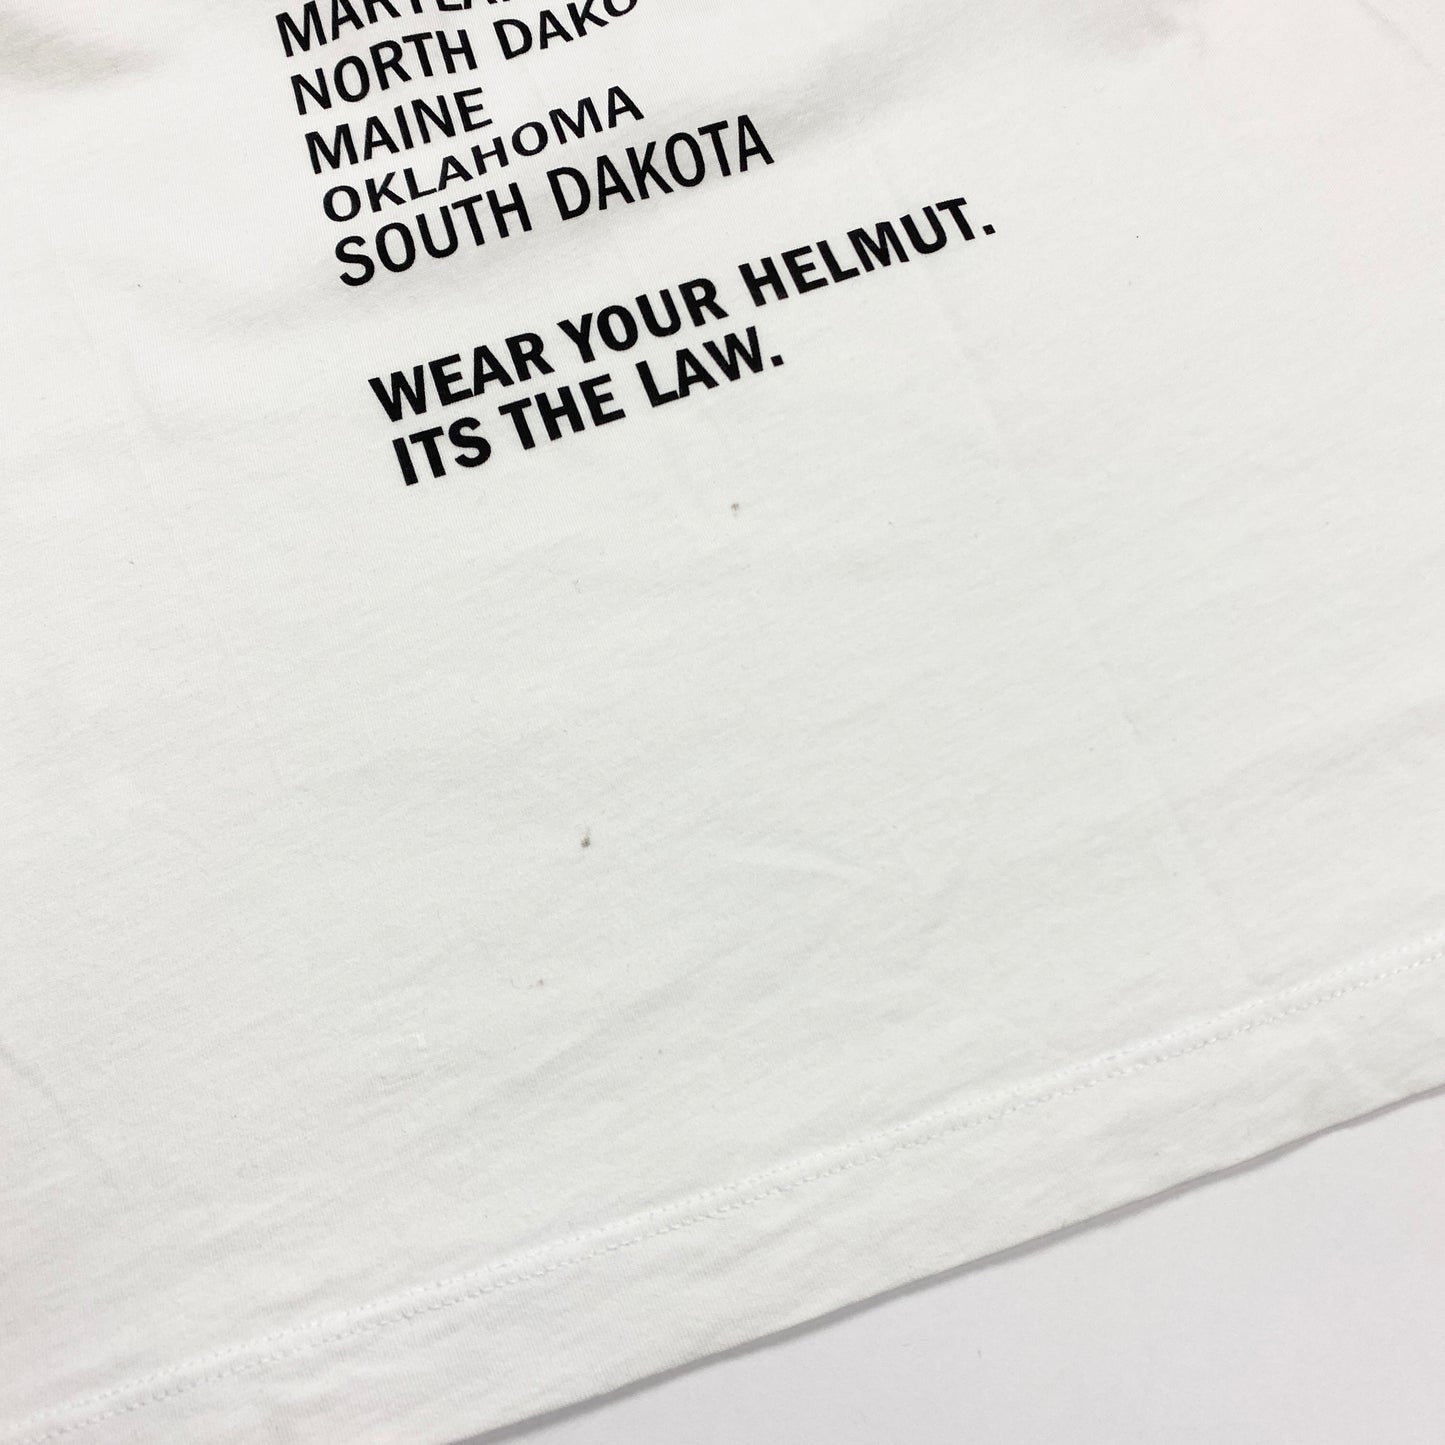 NORTH DAKO
MAINE
OKLAHOMA
SOUTH DAKOTA
WEAR YOUR HELMUT.
ITS THE LAW.